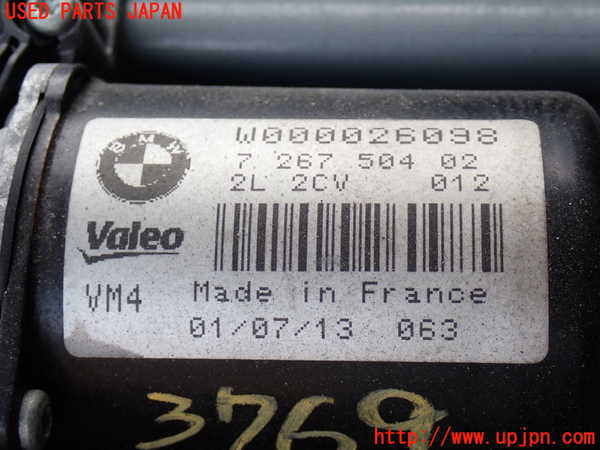 USED PARTS JAPAN
BMW
W000026098
7 267 504 02
2L 2CV 012
Valeo
VM4
Made in France
01/07/13 063
3769
http://www.upjpn.com/